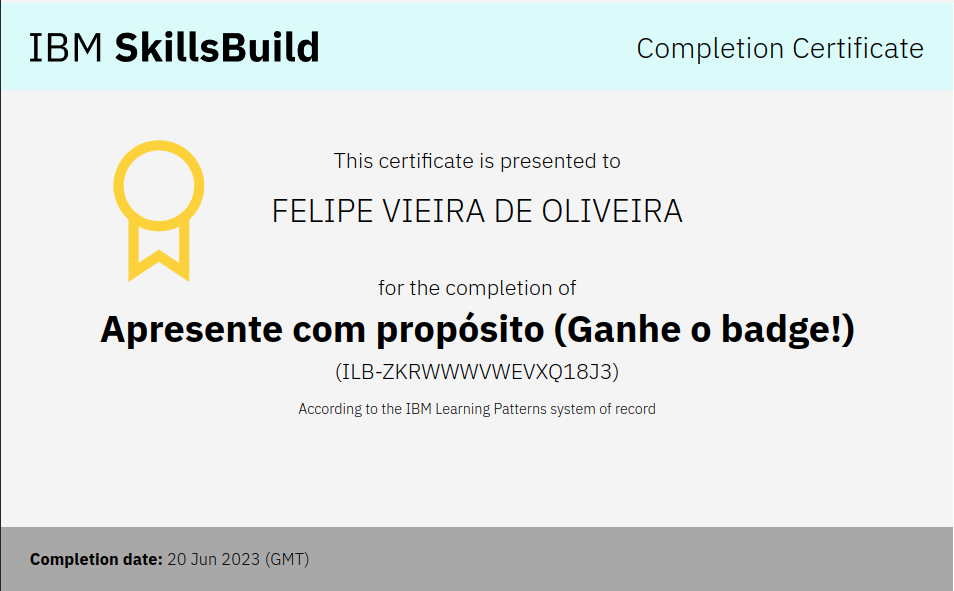 IBM SkillsBuild
Completion Certificate
This certificate is presented to
FELIPE VIEIRA DE OLIVEIRA
for the completion of
Apresente com propósito (Ganhe o badge!)
(ILB-ZKRWWWVWEVXQ18J3)
According to the IBM Learning Patterns system of record
Completion date: 20 Jun 2023 (GMT)